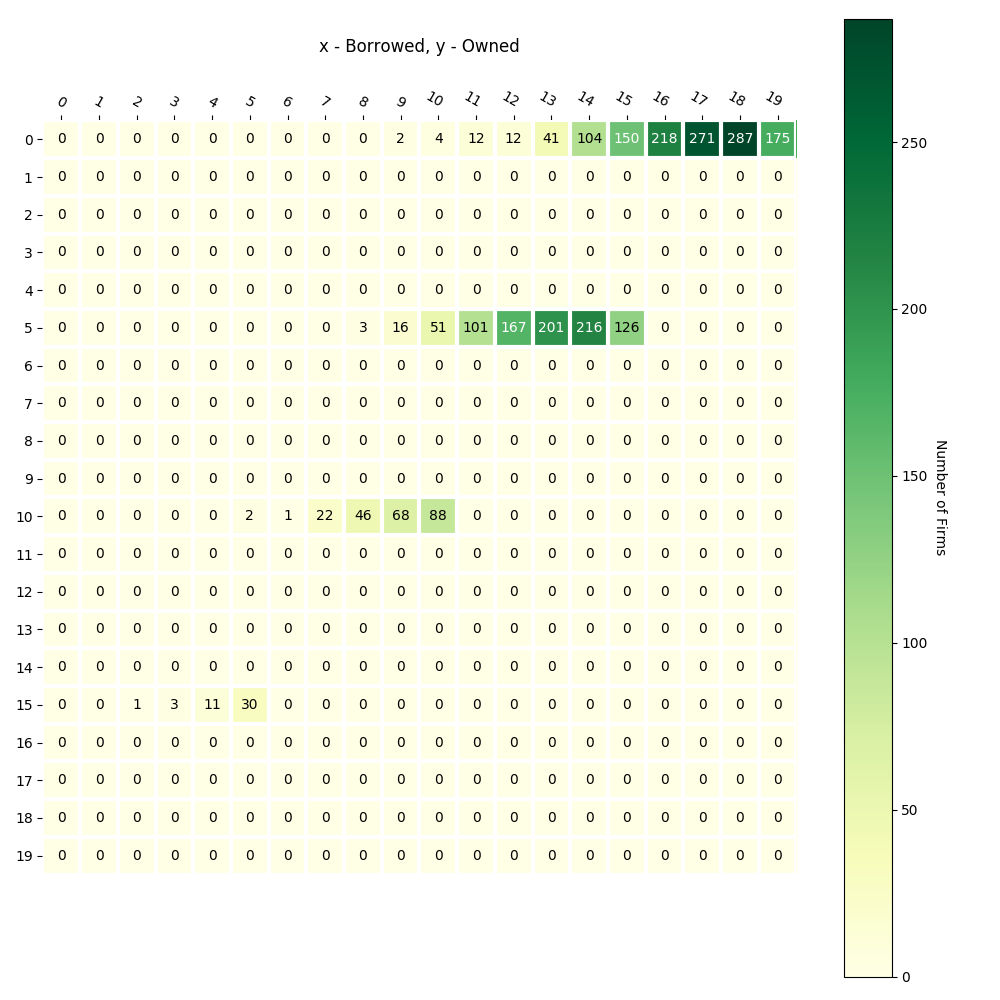 x - Borrowed, y - Owned
0 1 2 3 4 5 6 7 8 9 10 11 12 13 14 15 16 17 18 19
0 0 0 0 0 0 0 0 0 0 2 4 12 12 41 104 150 218 271 287 175
1 0 0 0 0 0 0 0 0 0 0 0 0 0 0 0 0 0 0 0 0
2 0 0 0 0 0 0 0 0 0 0 0 0 0 0 0 0 0 0 0 0
3 0 0 0 0 0 0 0 0 0 0 0 0 0 0 0 0 0 0 0 0
4 0 0 0 0 0 0 0 0 0 0 0 0 0 0 0 0 0 0 0 0
5 0 0 0 0 0 0 0 0 3 16 51 101 167 201 216 126 0 0 0 0
6 0 0 0 0 0 0 0 0 0 0 0 0 0 0 0 0 0 0 0 0
7 0 0 0 0 0 0 0 0 0 0 0 0 0 0 0 0 0 0 0 0
8 0 0 0 0 0 0 0 0 0 0 0 0 0 0 0 0 0 0 0 0
9 0 0 0 0 0 0 0 0 0 0 0 0 0 0 0 0 0 0 0 0
10 0 0 0 0 0 2 1 22 46 68 88 0 0 0 0 0 0 0 0 0
11 0 0 0 0 0 0 0 0 0 0 0 0 0 0 0 0 0 0 0 0
12 0 0 0 0 0 0 0 0 0 0 0 0 0 0 0 0 0 0 0 0
13 0 0 0 0 0 0 0 0 0 0 0 0 0 0 0 0 0 0 0 0
14 0 0 0 0 0 0 0 0 0 0 0 0 0 0 0 0 0 0 0 0
15 0 0 1 3 11 30 0 0 0 0 0 0 0 0 0 0 0 0 0 0
16 0 0 0 0 0 0 0 0 0 0 0 0 0 0 0 0 0 0 0 0
17 0 0 0 0 0 0 0 0 0 0 0 0 0 0 0 0 0 0 0 0
18 0 0 0 0 0 0 0 0 0 0 0 0 0 0 0 0 0 0 0 0
19 0 0 0 0 0 0 0 0 0 0 0 0 0 0 0 0 0 0 0 0
250
200
150
100
50
0
Number of Firms